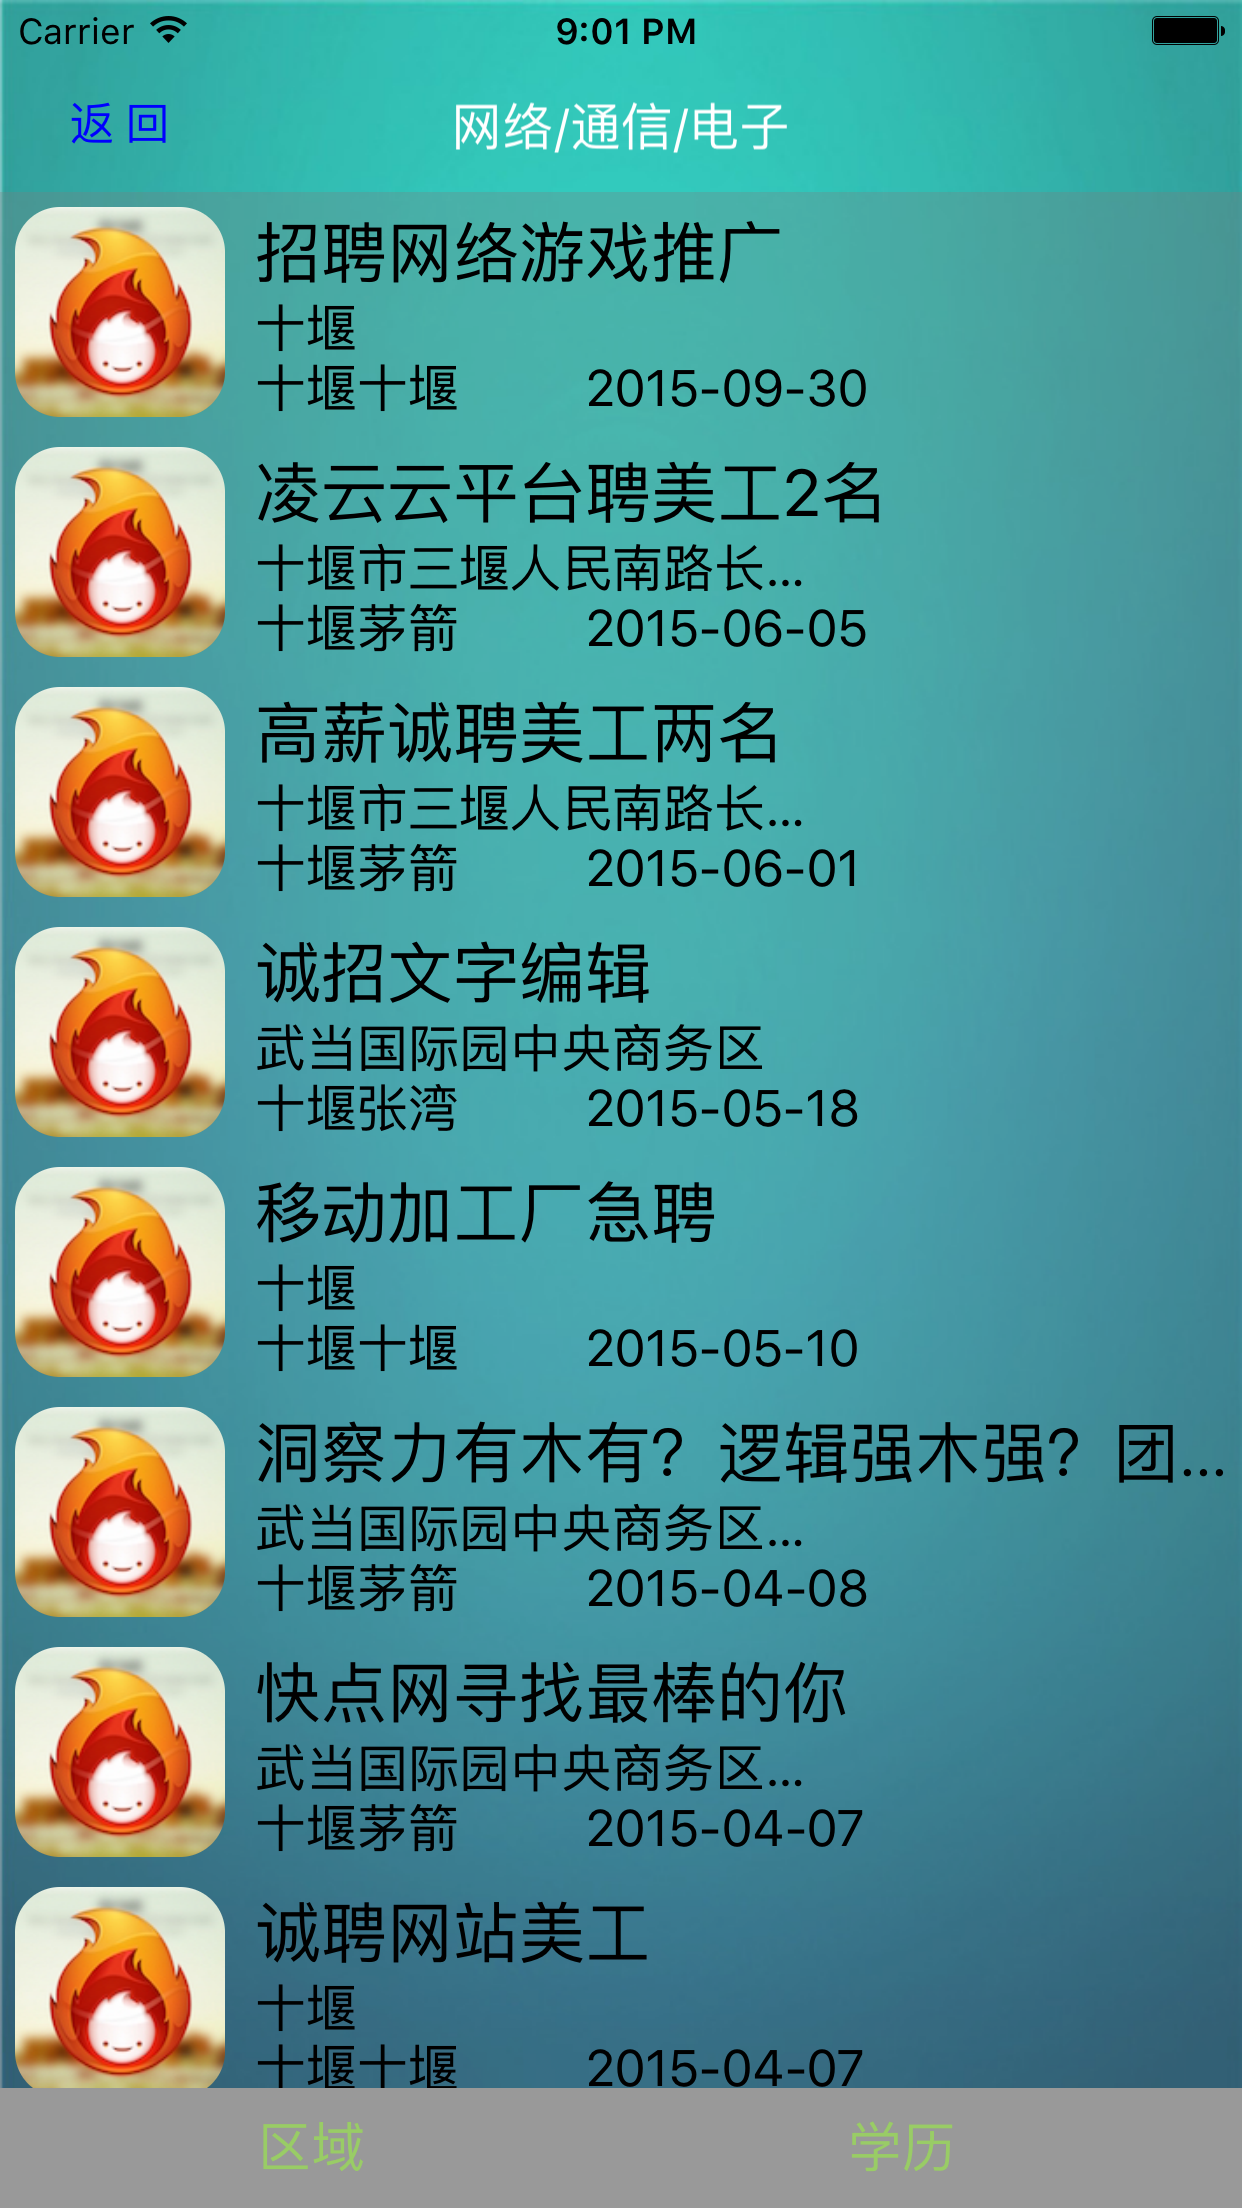 Carrier 9:01 PM
返 回 网络/通信/电子
招聘网络游戏推广
十堰
十堰十堰 2015-09-30
凌云云平台聘美工2名
十堰市三堰人民南路长...
十堰茅箭 2015-06-05
高薪诚聘美工两名
十堰市三堰人民南路长...
十堰茅箭 2015-06-01
诚招文字编辑
武当国际园中央商务区
十堰张湾 2015-05-18
移动加工厂急聘
十堰
十堰十堰 2015-05-10
洞察力有木有？逻辑强木强？团...
武当国际园中央商务区...
十堰茅箭 2015-04-08
快点网寻找最棒的你
武当国际园中央商务区...
十堰茅箭 2015-04-07
诚聘网站美工
十堰
十堰十堰 2015-04-07
区域 学历